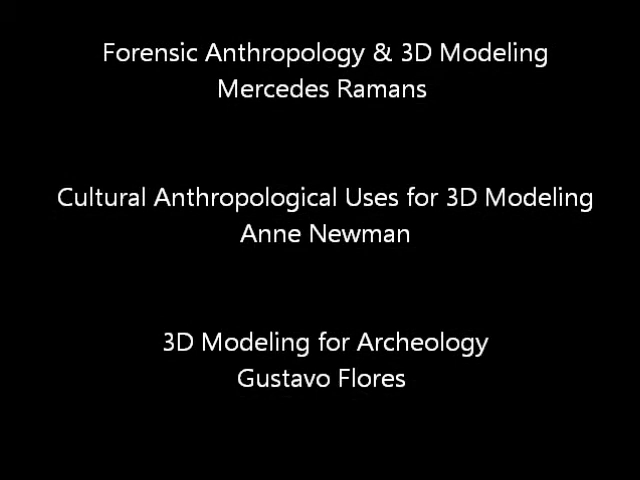 Forensic Anthropology & 3D Modeling
Mercedes Ramans
Cultural Anthropological Uses for 3D Modeling
Anne Newman
3D Modeling for Archeology
Gustavo Flores